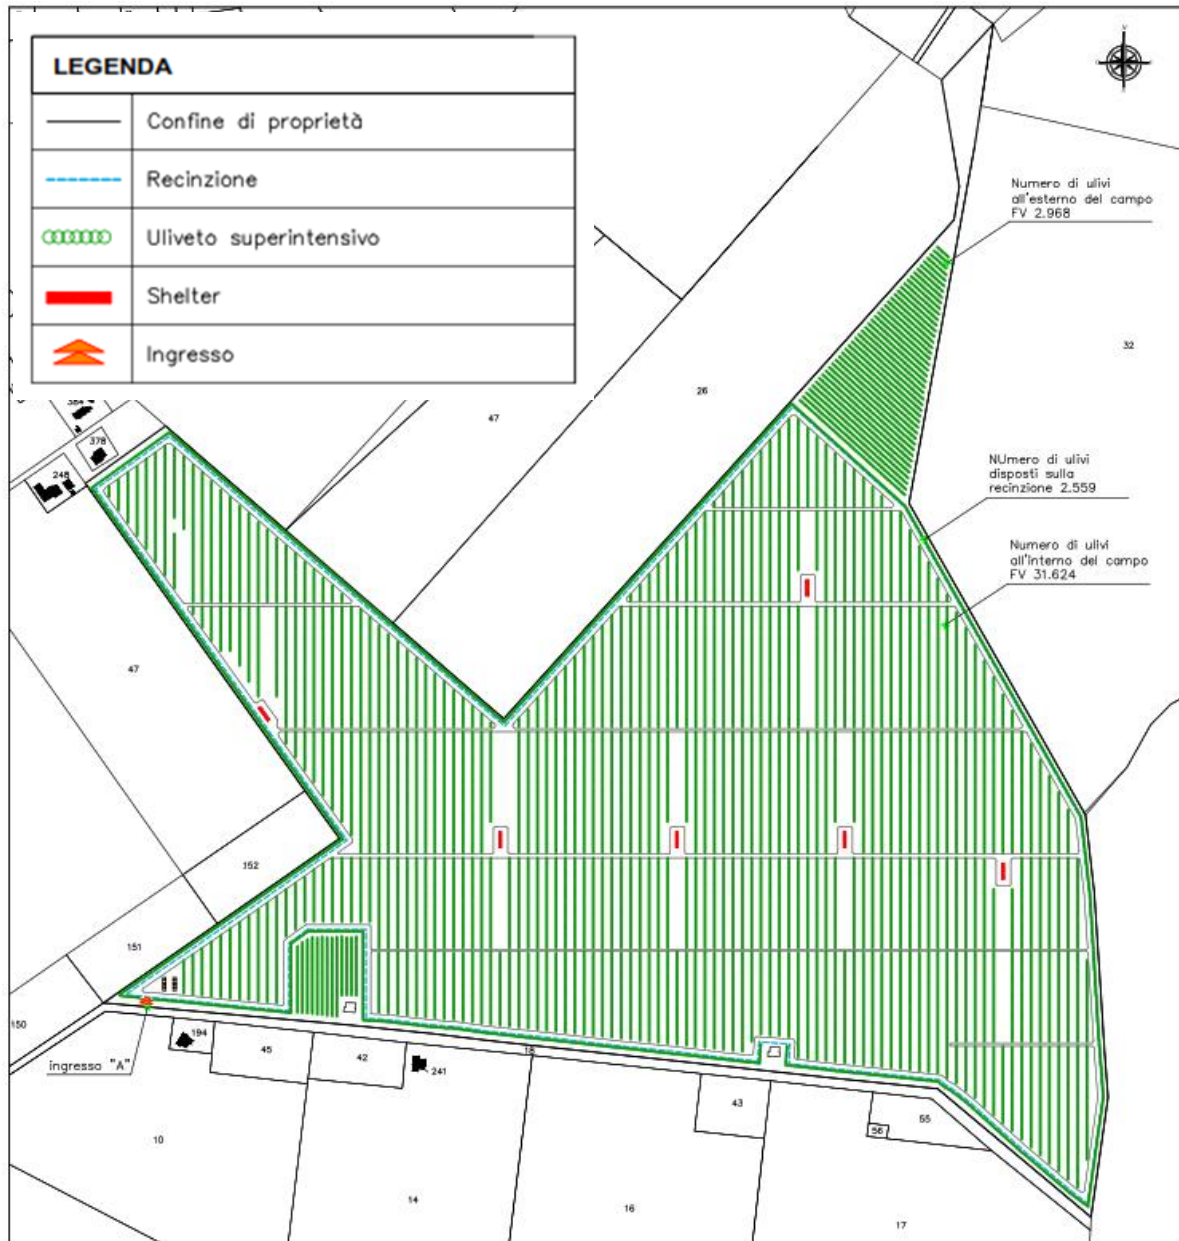 LEGENDA
Confine di proprietà
Recinzione
Uliveto superintensivo
Shelter
Ingresso
Numero di ulivi
all'esterno del campo
FV 2.968
32
26
47
384
378
248
NUmero di ulivi
disposti sulla
recinzione 2.559
Numero di ulivi
all'interno del campo
FV 31.624
47
152
151
150
194
45
42
241
18
ingresso "A"
43
55
56
10
14
16
17